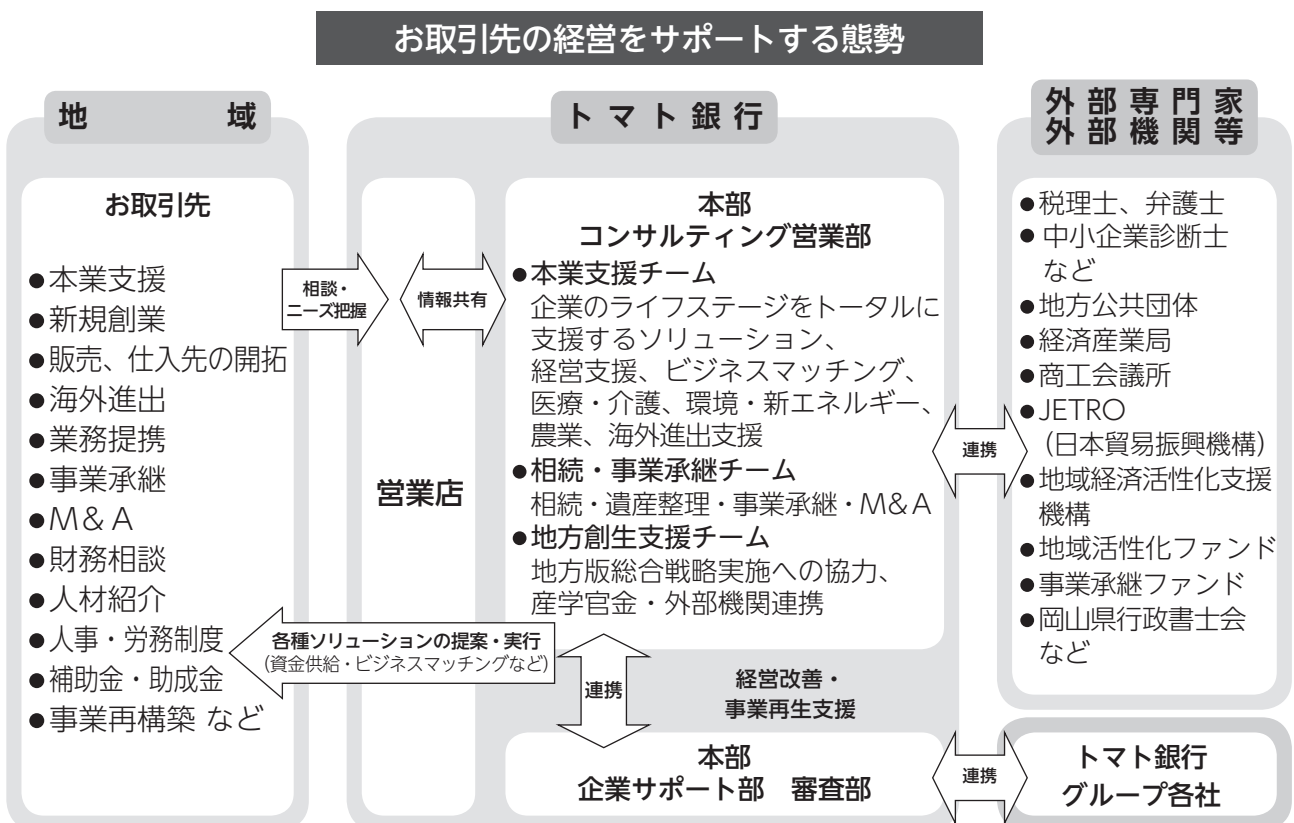 お取引先の経営をサポートする態勢
地　域
お取引先
●本業支援
●新規創業
●販売、仕入先の開拓
●海外進出
●業務提携
●事業承継
●M&A
●財務相談
●人材紹介
●人事・労務制度
●補助金・助成金
●事業再構築 など
相談・
ニーズ把握
トマト銀行
営業店
情報共有
本部
コンサルティング営業部
●本業支援チーム
企業のライフステージをトータルに
支援するソリューション、
経営支援、ビジネスマッチング、
医療・介護、環境・新エネルギー、
農業、海外進出支援
●相続・事業承継チーム
相続・遺産整理・事業承継・M&A
●地方創生支援チーム
地方版総合戦略実施への協力、
産学官金・外部機関連携
各種ソリューションの提案・実行
(資金供給・ビジネスマッチングなど)
連携
経営改善・
事業再生支援
本部
企業サポート部　審査部
連携
連携
外部専門家
外部機関等
●税理士、弁護士
●中小企業診断士
など
●地方公共団体
●経済産業局
●商工会議所
●JETRO
(日本貿易振興機構)
●地域経済活性化支援
機構
●地域活性化ファンド
●事業承継ファンド
●岡山県行政書士会
など
トマト銀行
グループ各社